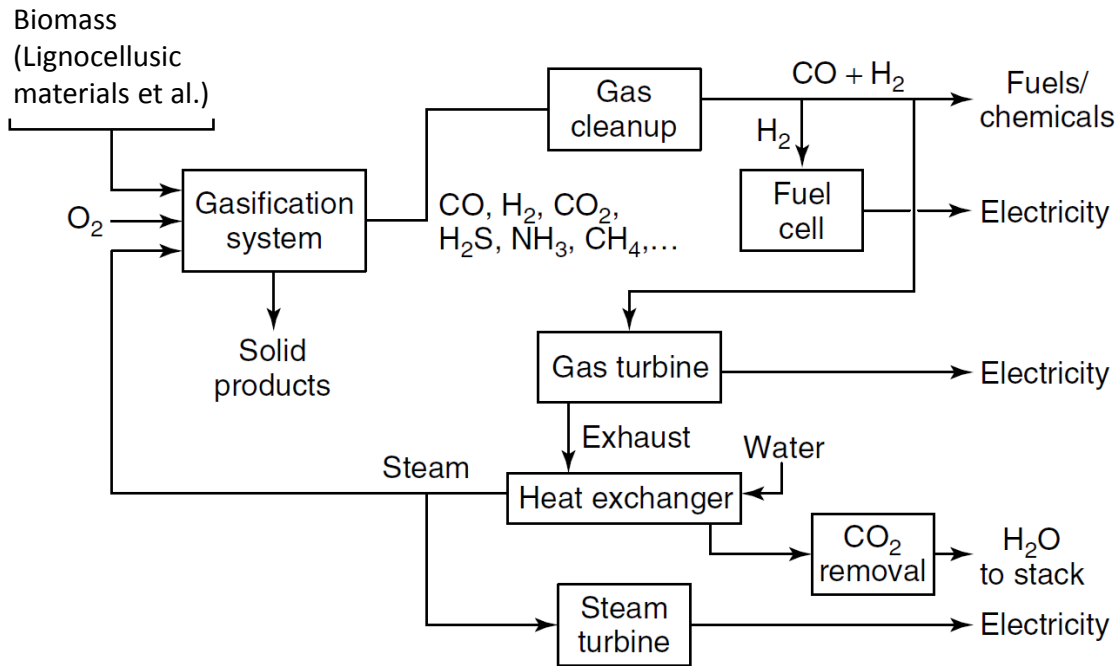 Biomass
(Lignocellusic
materials et al.)
O₂
Gasification
system
Solid
products
CO, H₂, CO₂,
H₂S, NH₃, CH₄,...
Gas
cleanup
CO + H₂
Fuels/
chemicals
H₂
Fuel
cell
Electricity
Gas turbine
Electricity
Exhaust
Water
Steam
Heat exchanger
CO₂
removal
H₂O
to stack
Steam
turbine
Electricity